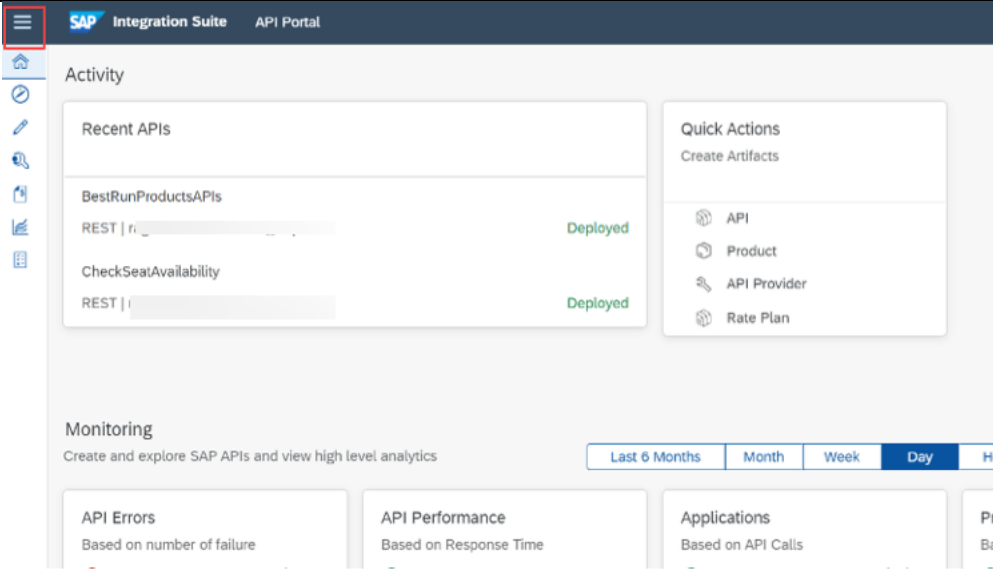 SAP Integration Suite API Portal
Activity
Recent APIs
BestRunProductsAPIs
REST |
Deployed
CheckSeatAvailability
REST |
Deployed
Quick Actions
Create Artifacts
API
Product
API Provider
Rate Plan
Monitoring
Create and explore SAP APIs and view high level analytics
Last 6 Months Month Week Day
API Errors
Based on number of failure
API Performance
Based on Response Time
Applications
Based on API Calls